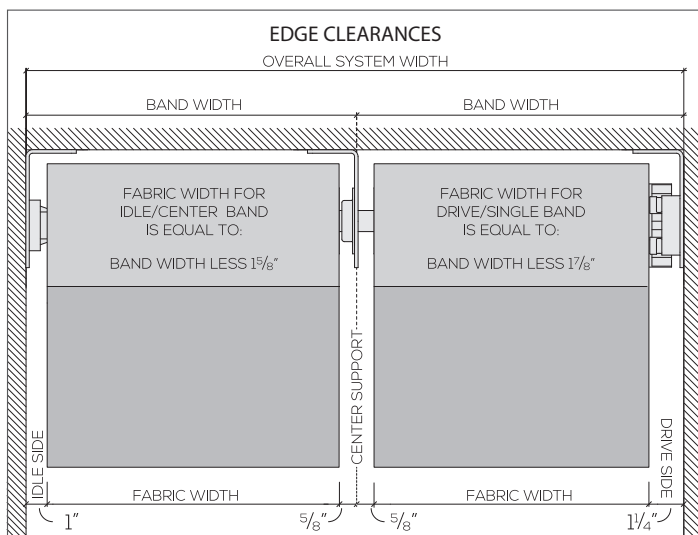 EDGE CLEARANCES
OVERALL SYSTEM WIDTH
BAND WIDTH
BAND WIDTH
FABRIC WIDTH FOR
IDLE/CENTER BAND
IS EQUAL TO:
BAND WIDTH LESS 1⅝"
FABRIC WIDTH FOR
DRIVE/SINGLE BAND
IS EQUAL TO:
BAND WIDTH LESS 1⅞"
IDLE SIDE
CENTER SUPPORT
DRIVE SIDE
FABRIC WIDTH
FABRIC WIDTH
1"
⅝"
⅝"
1¼"